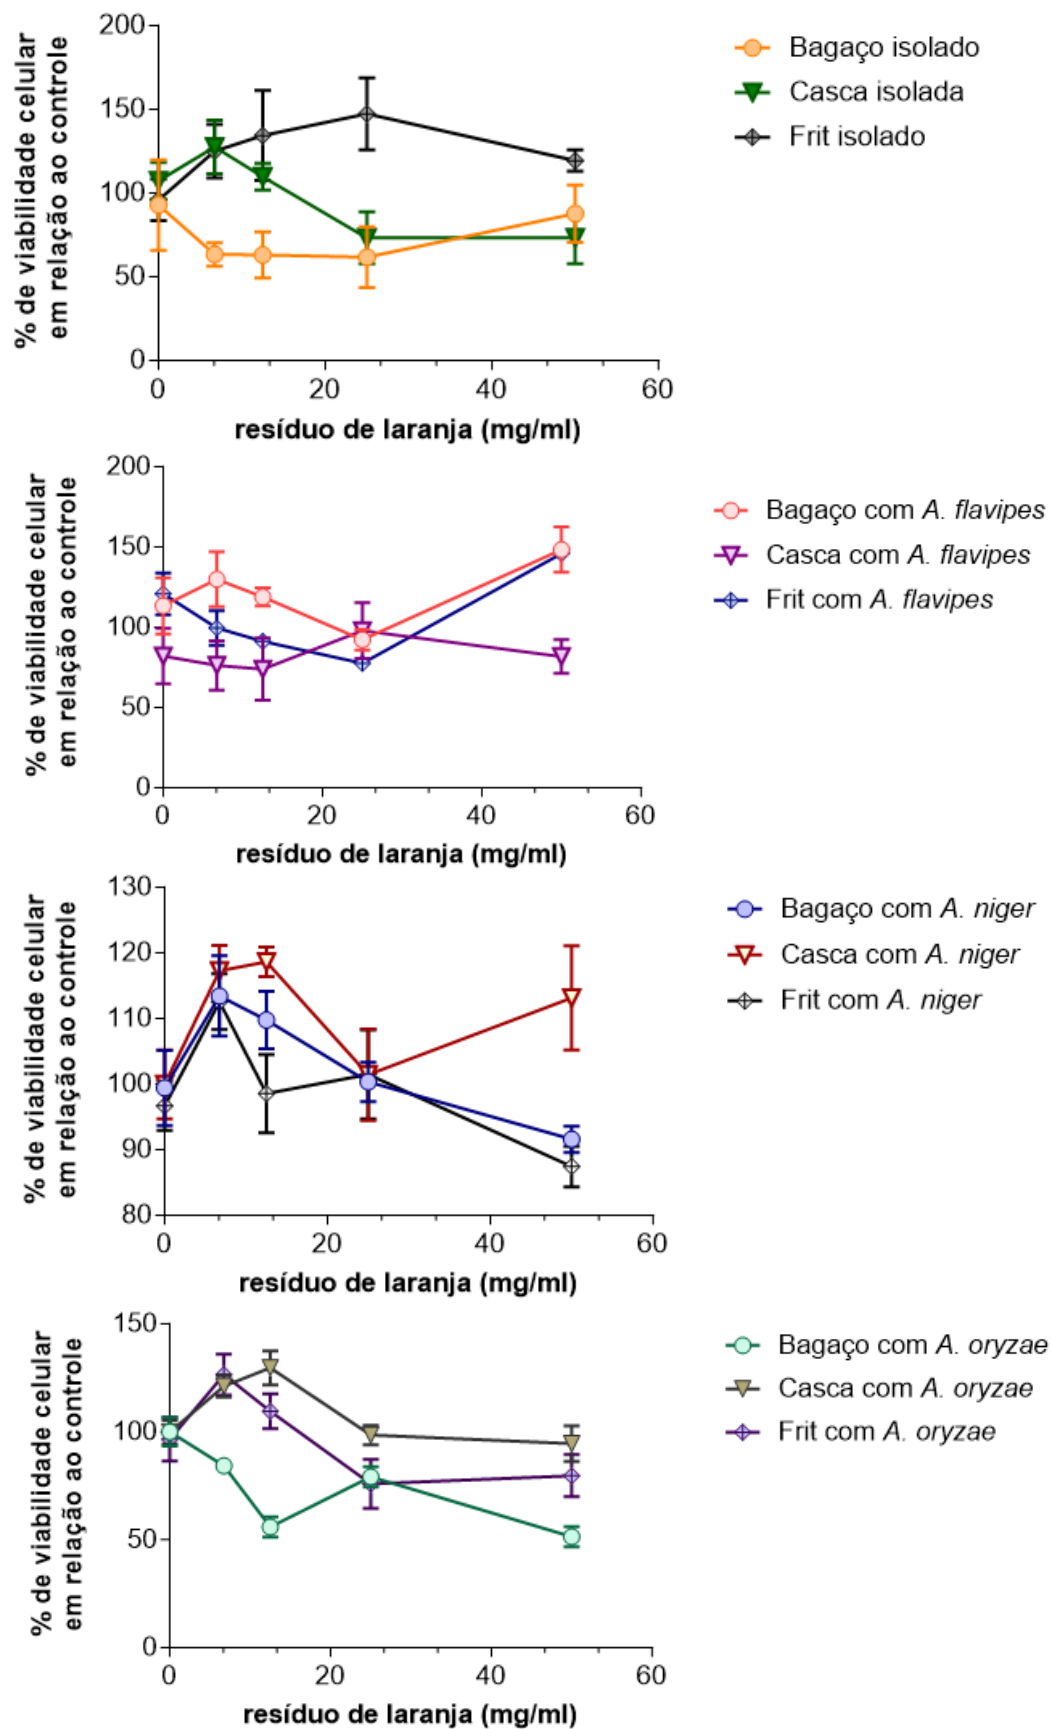 % de viabilidade celular
em relação ao controle
200
150
100
50
0
0 20 40 60
resíduo de laranja (mg/ml)
Bagaço isolado
Casca isolada
Frit isolado
% de viabilidade celular
em relação ao controle
200
150
100
50
0
0 20 40 60
resíduo de laranja (mg/ml)
Bagaço com A. flavipes
Casca com A. flavipes
Frit com A. flavipes
% de viabilidade celular
em relação ao controle
130
120
110
100
90
80
0 20 40 60
resíduo de laranja (mg/ml)
Bagaço com A. niger
Casca com A. niger
Frit com A. niger
% de viabilidade celular
em relação ao controle
150
100
50
0
0 20 40 60
resíduo de laranja (mg/ml)
Bagaço com A. oryzae
Casca com A. oryzae
Frit com A. oryzae